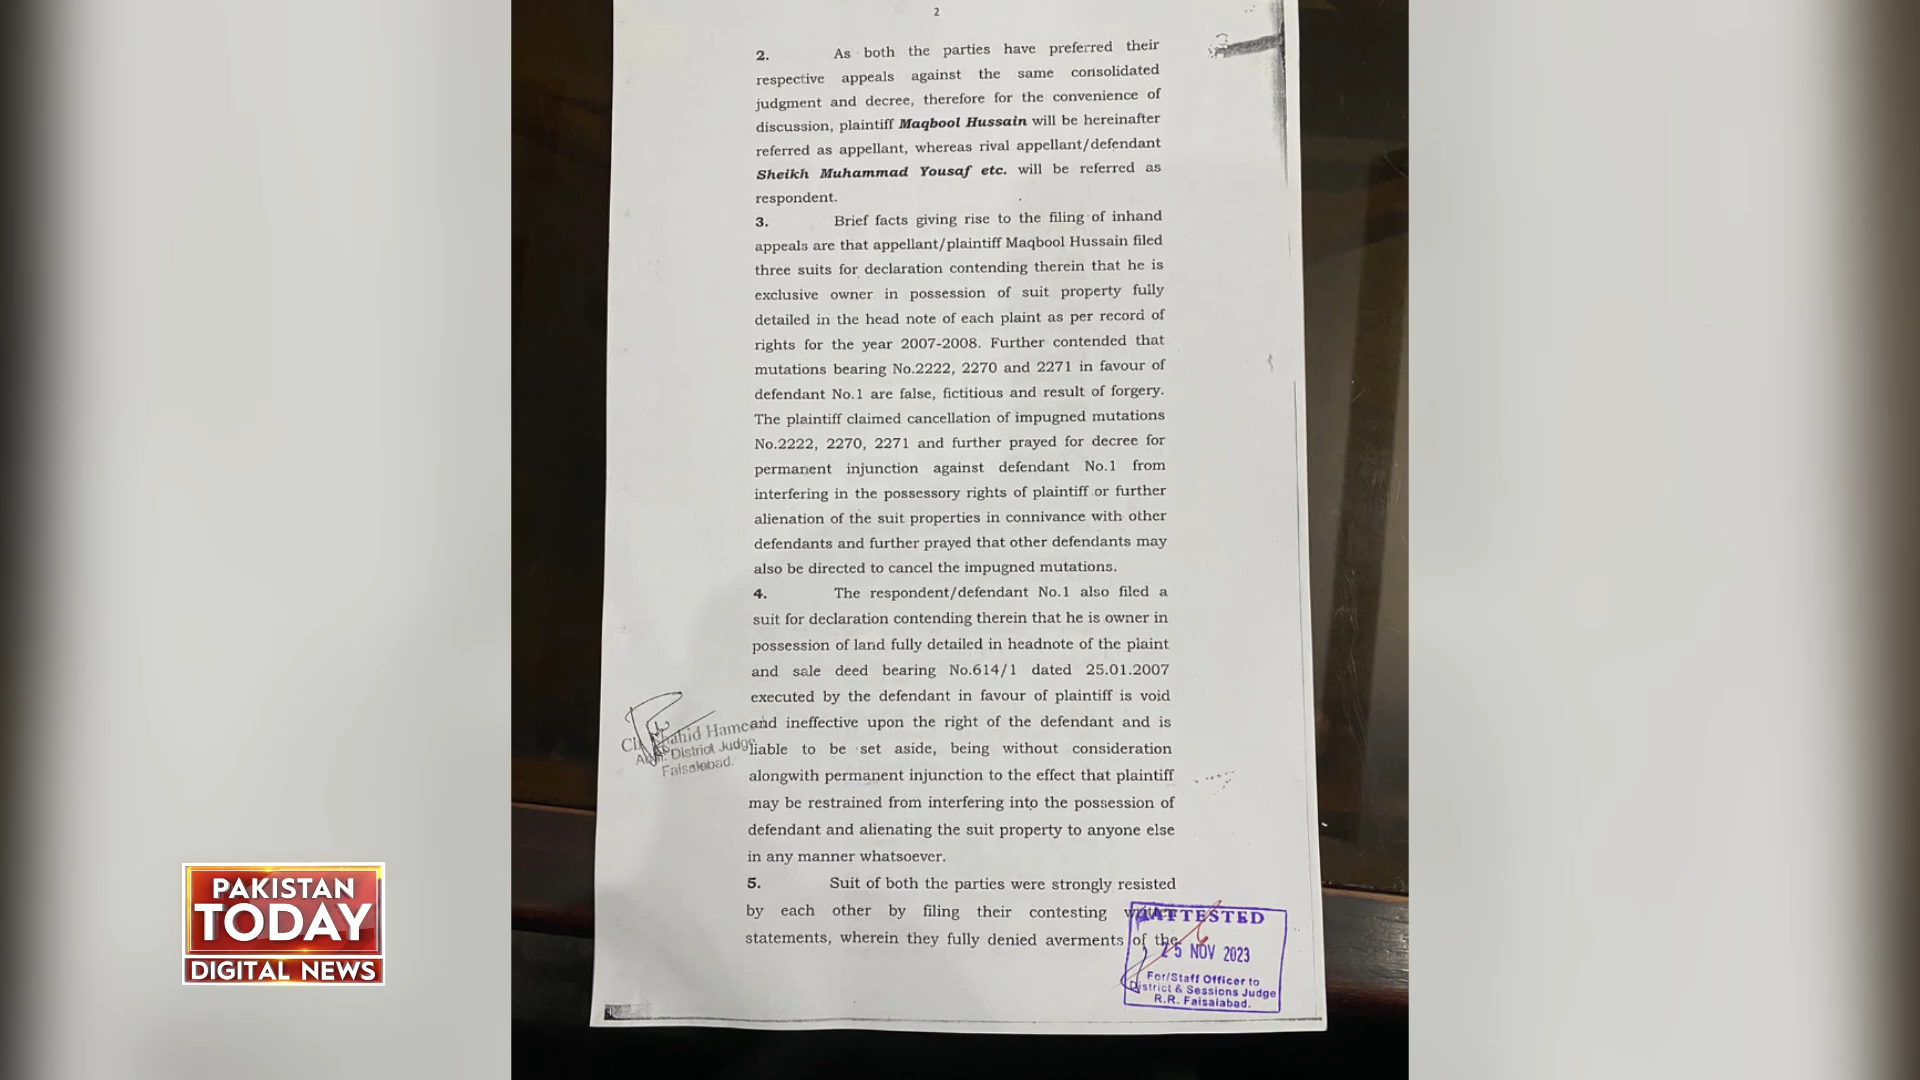 2
2. As both the parties have preferred their
respective appeals against the same consolidated
judgment and decree, therefore for the convenience of
discussion, plaintiff Maqbool Hussain will be hereinafter
referred as appellant, whereas rival appellant/defendant
Sheikh Muhammad Yousaf etc. will be referred as
respondent.
3. Brief facts giving rise to the filing of inhand
appeals are that appellant/plaintiff Maqbool Hussain filed
three suits for declaration contending therein that he is
exclusive owner in possession of suit property fully
detailed in the head note of each plaint as per record of
rights for the year 2007-2008. Further contended that
mutations bearing No.2222, 2270 and 2271 in favour of
defendant No.1 are false, fictitious and result of forgery.
The plaintiff claimed cancellation of impugned mutations
No.2222, 2270, 2271 and further prayed for decree for
permanent injunction against defendant No.1 from
interfering in the possessory rights of plaintiff or further
alienation of the suit properties in connivance with other
defendants and further prayed that other defendants may
also be directed to cancel the impugned mutations.
4. The respondent/defendant No.1 also filed a
suit for declaration contending therein that he is owner in
possession of land fully detailed in headnote of the plaint
and sale deed bearing No.614/1 dated 25.01.2007
executed by the defendant in favour of plaintiff is void
and ineffective upon the right of the defendant and is
liable to be set aside, being without consideration
alongwith permanent injunction to the effect that plaintiff
may be restrained from interfering into the possession of
defendant and alienating the suit property to anyone else
in any manner whatsoever.
5. Suit of both the parties were strongly resisted
by each other by filing their contesting written
statements, wherein they fully denied averments of the
District Judge
Faisalabad.
ATTESTED
25 NOV 2023
For/Staff Officer to
District & Sessions Judge
R.R. Faisalabad.
PAKISTAN
TODAY
DIGITAL NEWS